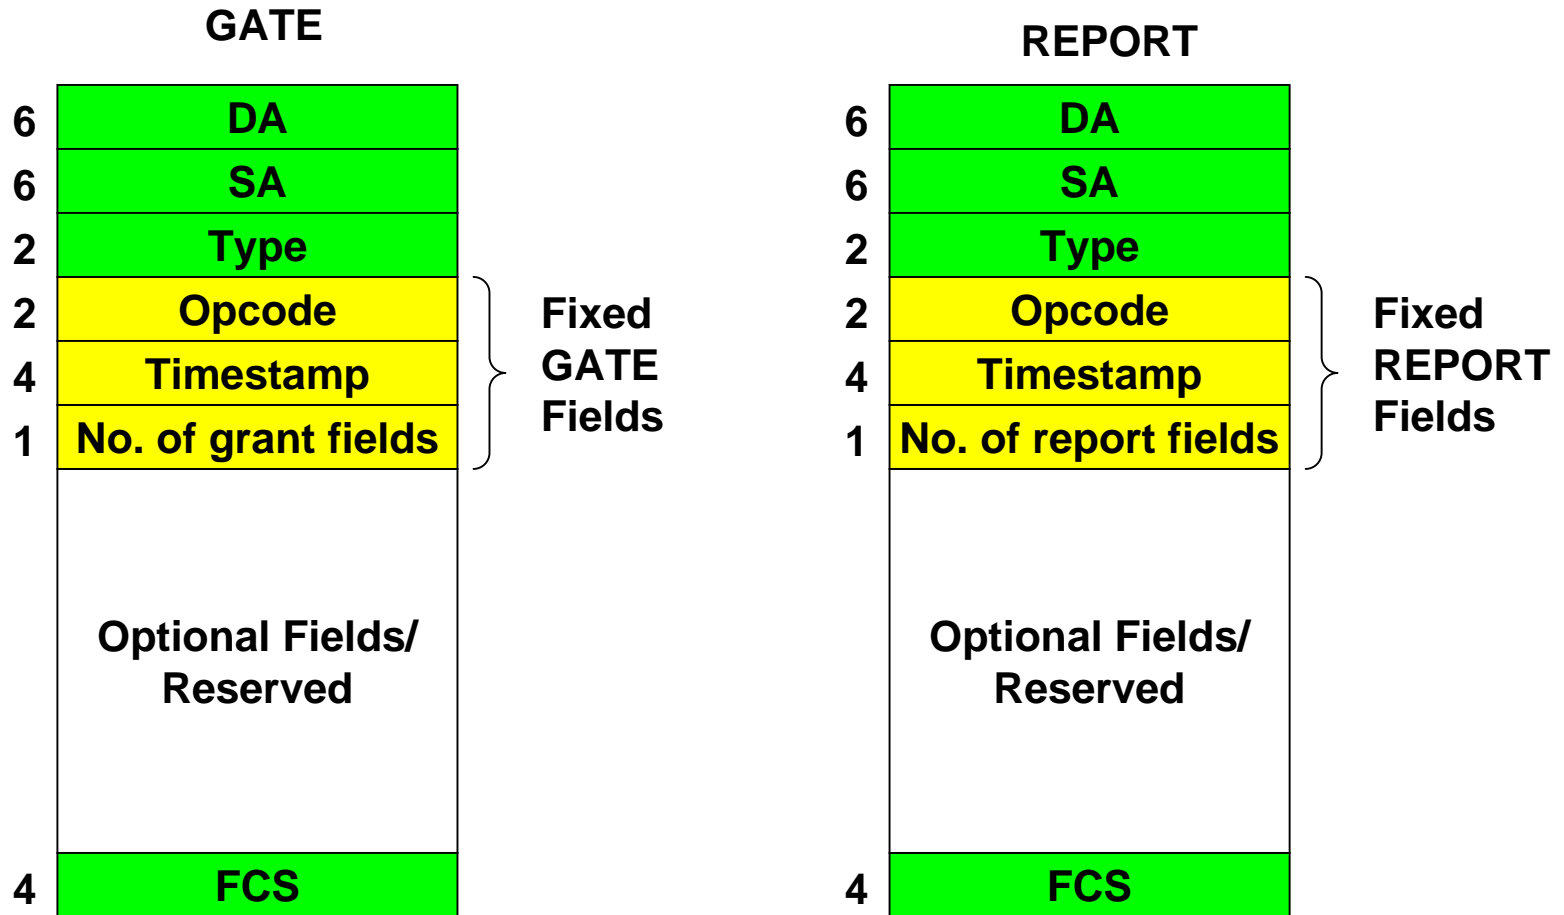 GATE
6 DA
6 SA
2 Type
2 Opcode
4 Timestamp
1 No. of grant fields
Fixed
GATE
Fields
Optional Fields/
Reserved
4 FCS
REPORT
6 DA
6 SA
2 Type
2 Opcode
4 Timestamp
1 No. of report fields
Fixed
REPORT
Fields
Optional Fields/
Reserved
4 FCS